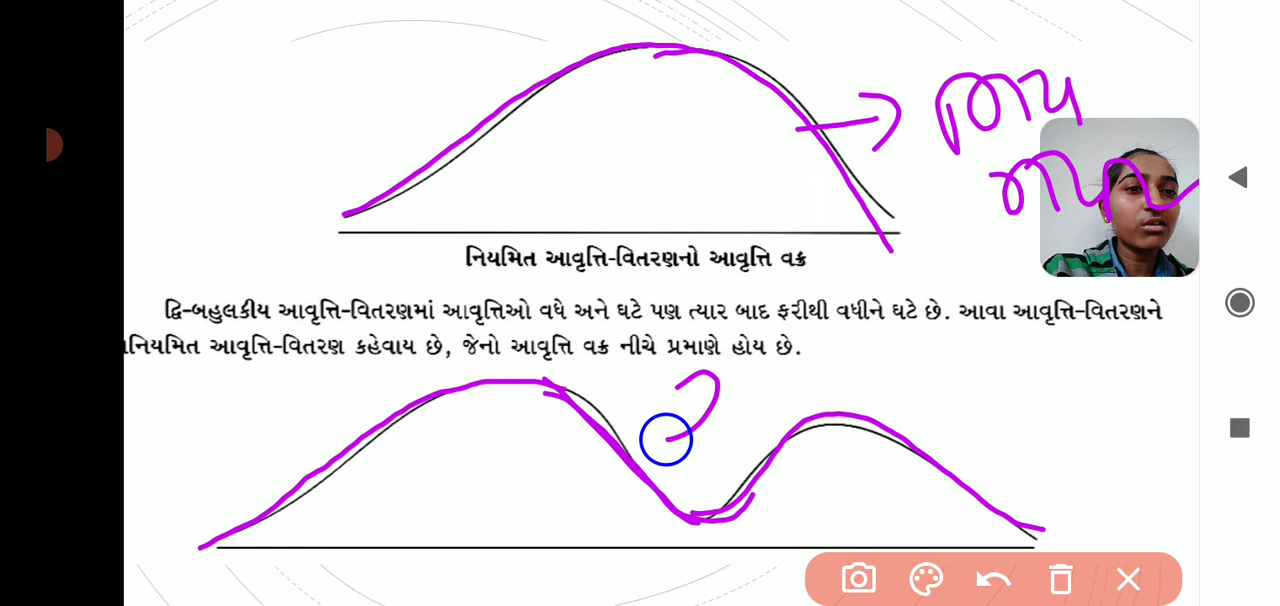 નિયમિત આવૃત્તિ-વિતરણનો આવૃત્તિ વક્ર
દ્વિ-બહુલકીય આવૃત્તિ-વિતરણમાં આવૃત્તિઓ વધે અને ઘટે પણ ત્યાર બાદ ફરીથી વધીને ઘટે છે. આવા આવૃત્તિ-વિતરણને
નિયમિત આવૃત્તિ-વિતરણ કહેવાય છે, જેનો આવૃત્તિ વક્ર નીચે પ્રમાણે હોય છે.